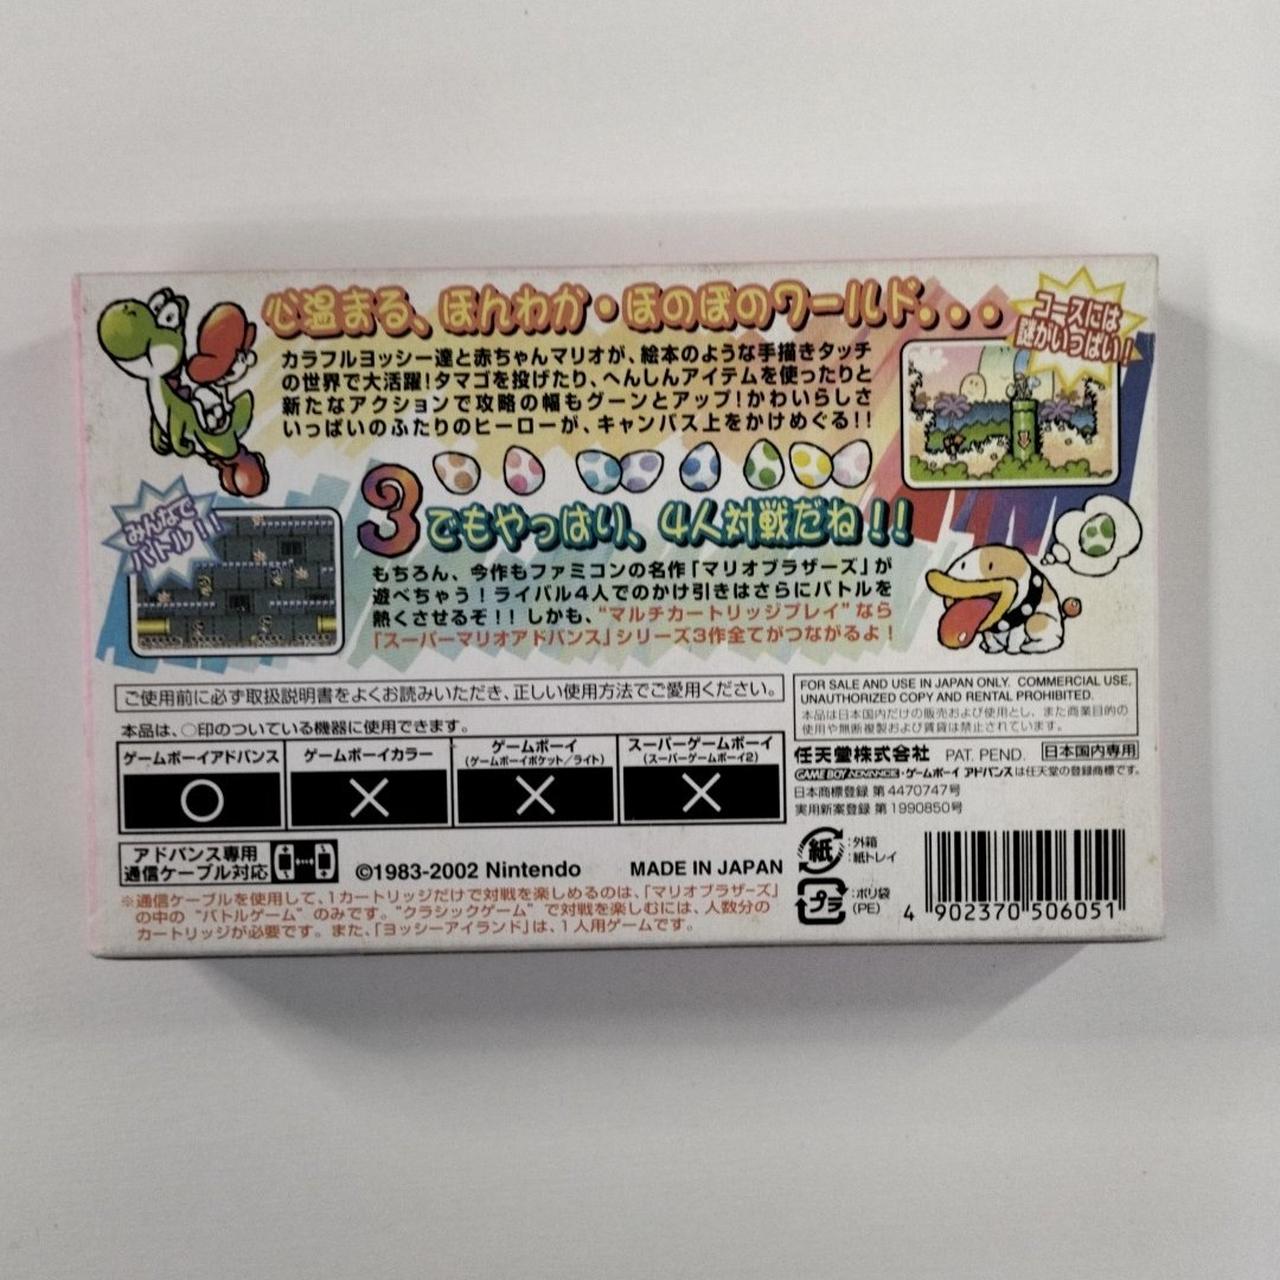 心温まる、ほんわか・ほのぼのワールド...
コースには
謎がいっぱい!
カラフルヨッシー達と赤ちゃんマリオが、絵本のような手描きタッチ
の世界で大活躍!タマゴを投げたり、へんしんアイテムを使ったりと
新たなアクションで攻略の幅もグーンとアップ!かわいらしさ
いっぱいのふたりのヒーローが、キャンバス上をかけめぐる!!
みんなで
バトル!!
3でもやっぱり、4人対戦だね!!
もちろん、今作もファミコンの名作「マリオブラザーズ」が
遊べちゃう!ライバル4人でのかけ引きはさらにバトルを
熱くさせるぞ!!しかも、"マルチカートリッジプレイ"なら
「スーパーマリオアドバンス」シリーズ3作全てがつながるよ!
ご使用前に必ず取扱説明書をよくお読みいただき、正しい使用方法でご愛用ください。
本品は、○印のついている機器に使用できます。
ゲームボーイアドバンス ゲームボーイカラー ゲームボーイ スーパーゲームボーイ
(ゲームボーイポケット/ライト) (スーパーゲームボーイ2)
○ × × ×
アドバンス専用
通信ケーブル対応
©1983-2002 Nintendo MADE IN JAPAN
※通信ケーブルを使用して、1カートリッジだけで対戦を楽しめるのは、「マリオブラザーズ」
の中の"バトルゲーム"のみです。"クラシックゲーム"で対戦を楽しむには、人数分の
カートリッジが必要です。また、「ヨッシーアイランド」は、1人用ゲームです。
FOR SALE AND USE IN JAPAN ONLY. COMMERCIAL USE,
UNAUTHORIZED COPY AND RENTAL PROHIBITED.
本品は日本国内だけの販売および使用とし、また商業目的の
使用や無断複製および賃貸は禁止されています。
任天堂株式会社 PAT. PEND. 日本国内専用
GAME BOY ADVANCE・ゲームボーイ アドバンスは任天堂の登録商標です。
日本商標登録 第4470747号
実用新案登録 第1990850号
紙 :外箱
:紙トレイ
プラ :ポリ袋
(PE)
4 902370 506051